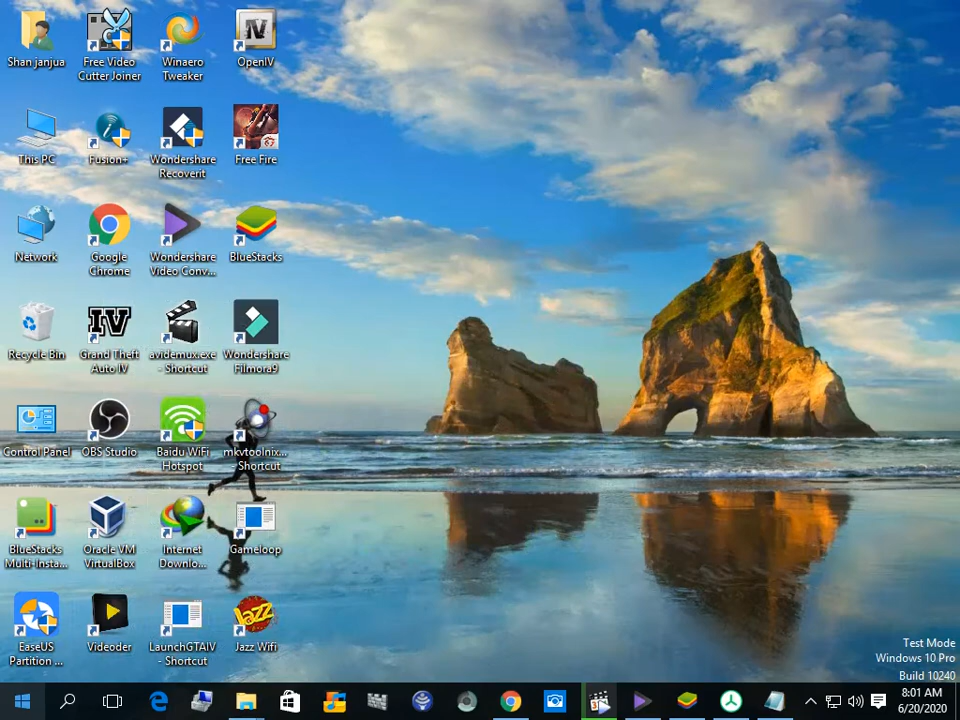 Shan janjua
Free Video
Cutter Joiner
Winaero
Tweaker
OpenIV
This PC
Fusion+
Wondershare
Recoverit
Free Fire
Network
Google
Chrome
Wondershare
Video Conv...
BlueStacks
Recycle Bin
IV
Grand Theft
Auto IV
avidemux.exe
- Shortcut
Wondershare
Filmora9
Control Panel
OBS Studio
Baidu WiFi
Hotspot
mkvtoolnix...
- Shortcut
BlueStacks
Multi-Insta...
Oracle VM
VirtualBox
Internet
Downlo...
Gameloop
EaseUS
Partition ...
Videoder
LaunchGTAIV
- Shortcut
Jazz
Jazz Wifi
Test Mode
Windows 10 Pro
Build 10240
8:01 AM
6/20/2020